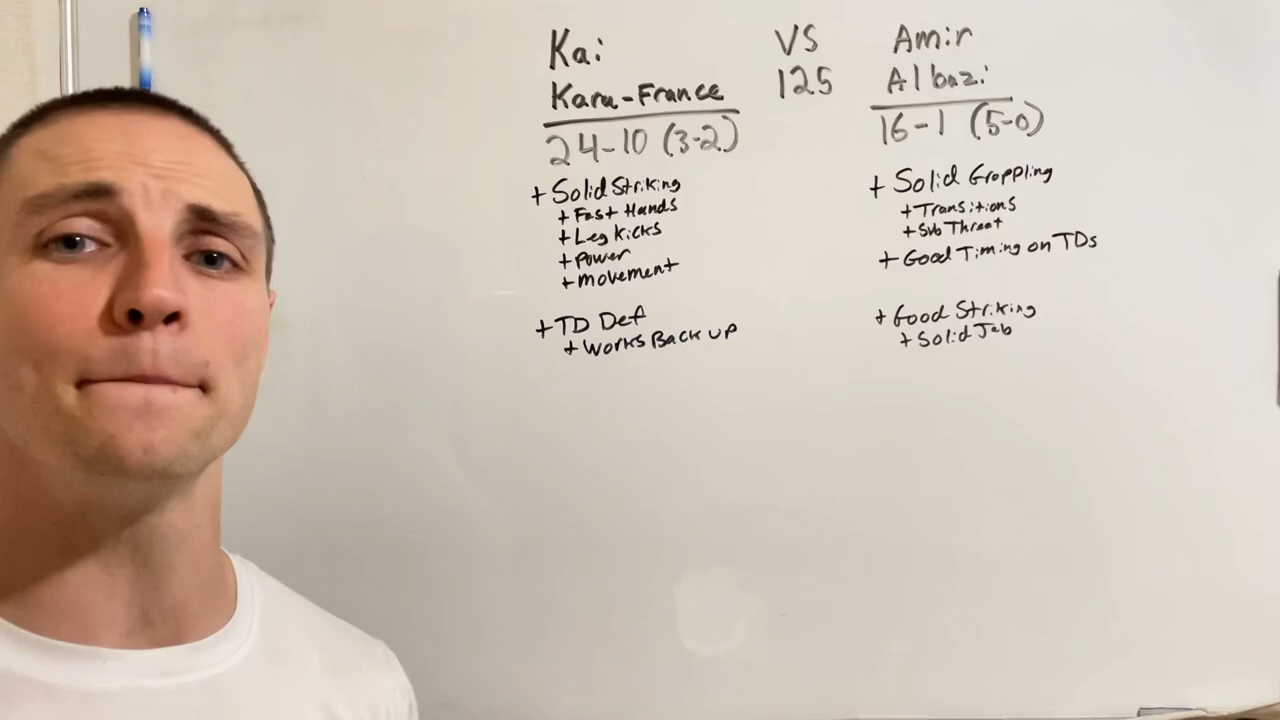 Kai VS Amir
Kara-France 125 Albazi
24-10 (3-2) 16-1 (5-0)
+ Solid Striking
+ Fast Hands
+ Leg Kicks
+ Power
+ Movement
+ TD Def
+ Works Back up
+ Solid Groppling
+ Transitions
+ Sub Threat
+ Good Timing on TDs
+ Good Striking
+ Solid Jab